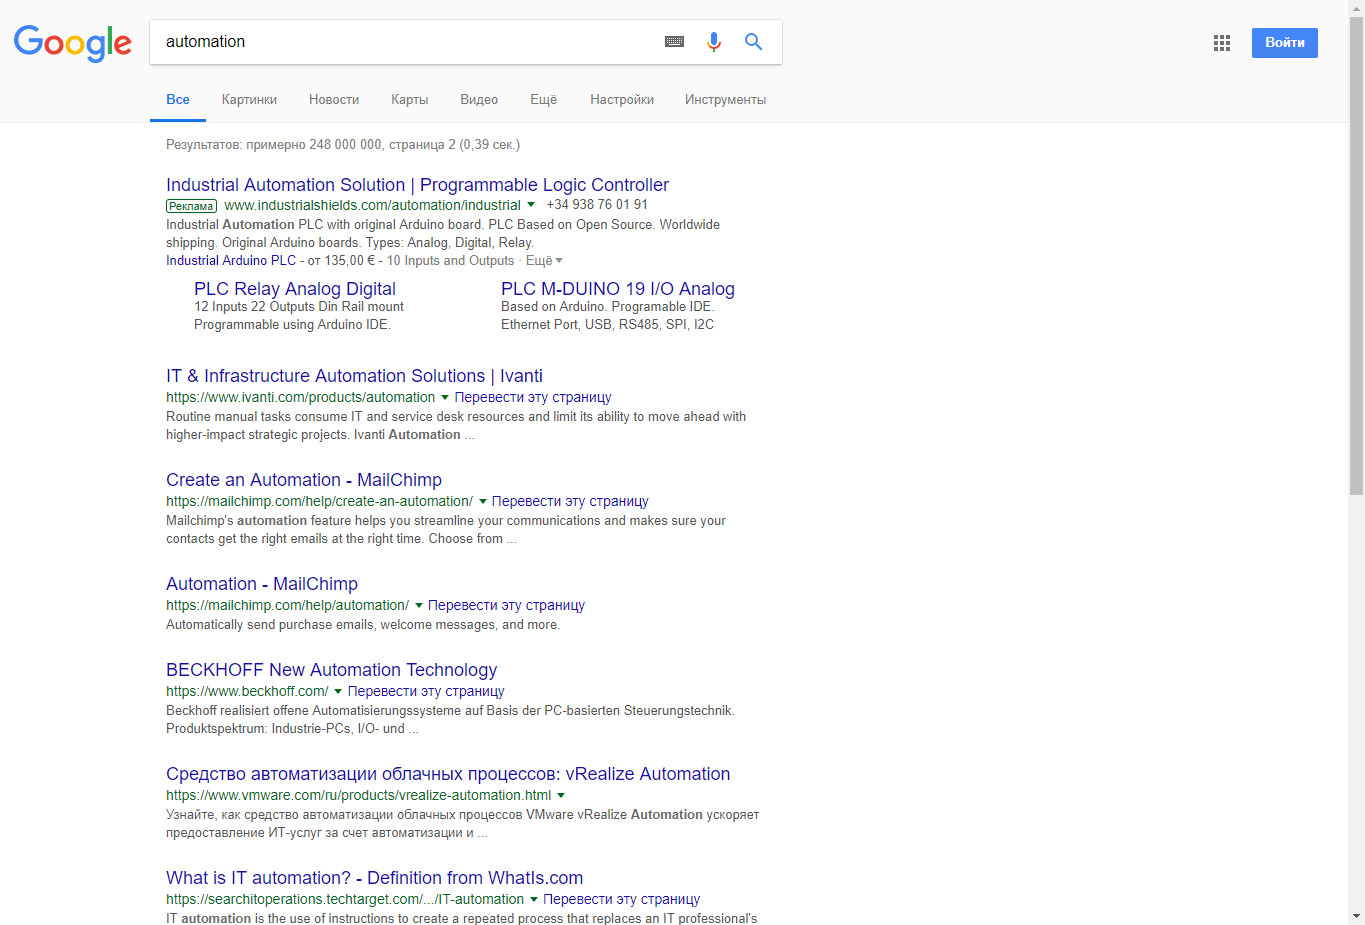 Google
automation
Войти
Все Картинки Новости Карты Видео Ещё Настройки Инструменты
Результатов: примерно 248 000 000, страница 2 (0,39 сек.)
Industrial Automation Solution | Programmable Logic Controller
Реклама www.industrialshields.com/automation/industrial +34 938 76 01 91
Industrial Automation PLC with original Arduino board. PLC Based on Open Source. Worldwide
shipping. Original Arduino boards. Types: Analog, Digital, Relay.
Industrial Arduino PLC - от 135,00 € - 10 Inputs and Outputs · Ещё
PLC Relay Analog Digital
12 Inputs 22 Outputs Din Rail mount
Programmable using Arduino IDE.
PLC M-DUINO 19 I/O Analog
Based on Arduino. Programable IDE.
Ethernet Port, USB, RS485, SPI, I2C
IT & Infrastructure Automation Solutions | Ivanti
https://www.ivanti.com/products/automation Перевести эту страницу
Routine manual tasks consume IT and service desk resources and limit its ability to move ahead with
higher-impact strategic projects. Ivanti Automation ...
Create an Automation - MailChimp
https://mailchimp.com/help/create-an-automation/ Перевести эту страницу
Mailchimp's automation feature helps you streamline your communications and makes sure your
contacts get the right emails at the right time. Choose from ...
Automation - MailChimp
https://mailchimp.com/help/automation/ Перевести эту страницу
Automatically send purchase emails, welcome messages, and more.
BECKHOFF New Automation Technology
https://www.beckhoff.com/ Перевести эту страницу
Beckhoff realisiert offene Automatisierungssysteme auf Basis der PC-basierten Steuerungstechnik.
Produktspektrum: Industrie-PCs, I/O- und ...
Средство автоматизации облачных процессов: vRealize Automation
https://www.vmware.com/ru/products/vrealize-automation.html
Узнайте, как средство автоматизации облачных процессов VMware vRealize Automation ускоряет
предоставление ИТ-услуг за счет автоматизации и ...
What is IT automation? - Definition from WhatIs.com
https://searchitoperations.techtarget.com/.../IT-automation Перевести эту страницу
IT automation is the use of instructions to create a repeated process that replaces an IT professional's